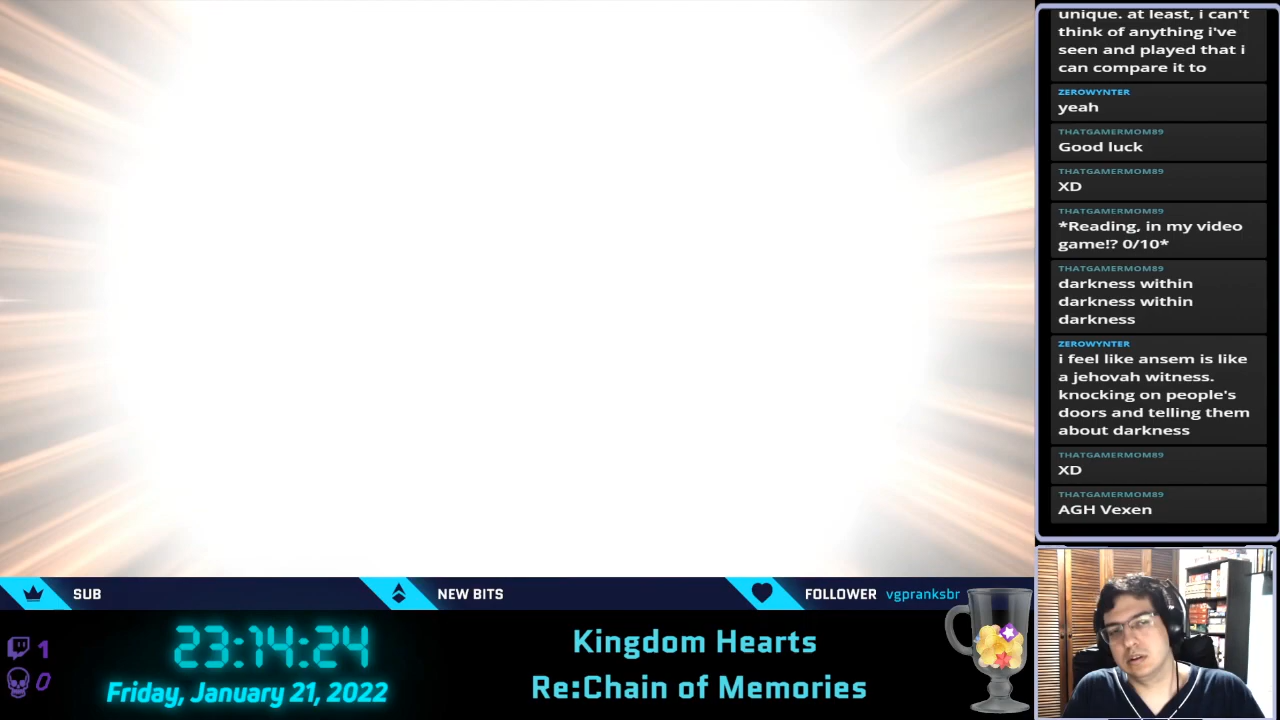 unique. at least, i can't
think of anything i've
seen and played that i
can compare it to
ZEROWYNTER
yeah
THATGAMERMOM89
Good luck
THATGAMERMOM89
XD
THATGAMERMOM89
*Reading, in my video
game!? 0/10*
THATGAMERMOM89
darkness within
darkness within
darkness
ZEROWYNTER
i feel like ansem is like
a jehovah witness.
knocking on people's
doors and telling them
about darkness
THATGAMERMOM89
XD
THATGAMERMOM89
AGH Vexen
SUB
NEW BITS
FOLLOWER vgpranksbr
1
0
23:14:24
Friday, January 21, 2022
Kingdom Hearts
Re:Chain of Memories